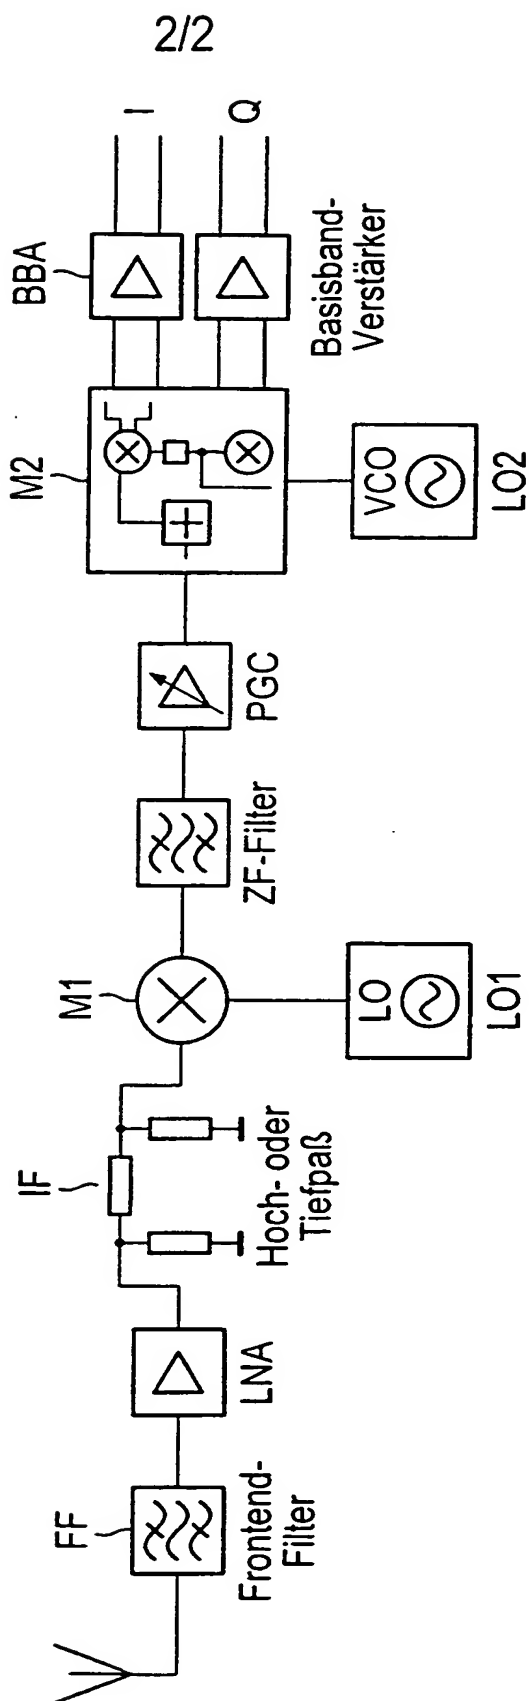 2/2
FF
Frontend-
Filter
LNA
IF
Hoch- oder
Tiefpaß
M1
LO
LO1
ZF-Filter
PGC
M2
VCO
LO2
BBA
Basisband-
Verstärker
I
Q